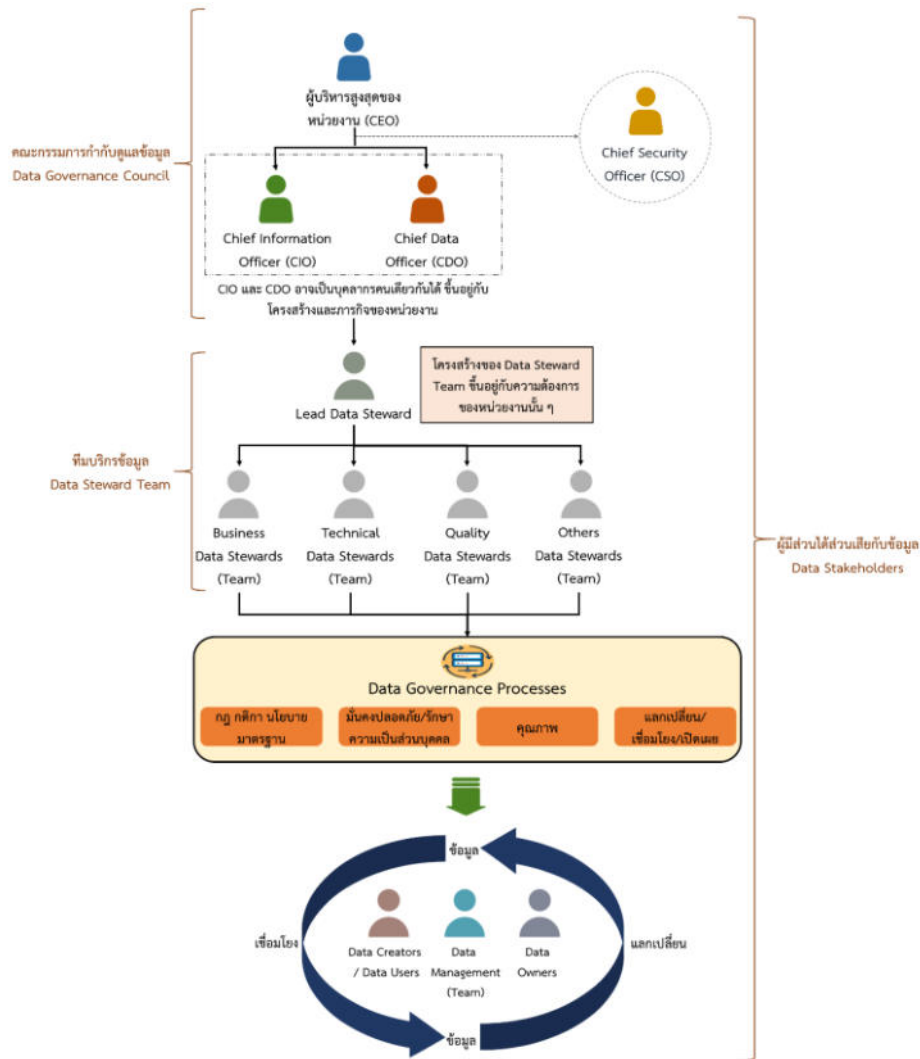 ผู้บริหารสูงสุดของ
หน่วยงาน (CEO)
Chief Security
Officer (CSO)
คณะกรรมการกำกับดูแลข้อมูล
Data Governance Council
Chief Information
Officer (CIO)
Chief Data
Officer (CDO)
CIO และ CDO อาจเป็นบุคลากรคนเดียวกันได้ ขึ้นอยู่กับ
โครงสร้างและภารกิจของหน่วยงาน
Lead Data Steward
โครงสร้างของ Data Steward
Team ขึ้นอยู่กับความต้องการ
ของหน่วยงานนั้น ๆ
ทีมบริกรข้อมูล
Data Steward Team
Business
Data Stewards
(Team)
Technical
Data Stewards
(Team)
Quality
Data Stewards
(Team)
Others
Data Stewards
(Team)
ผู้มีส่วนได้ส่วนเสียกับข้อมูล
Data Stakeholders
Data Governance Processes
กฎ กติกา นโยบาย
มาตรฐาน
มั่นคงปลอดภัย/รักษา
ความเป็นส่วนบุคคล
คุณภาพ
แลกเปลี่ยน/
เชื่อมโยง/เปิดเผย
ข้อมูล
เชื่อมโยง
Data Creators
/ Data Users
Data
Management
(Team)
Data
Owners
แลกเปลี่ยน
ข้อมูล